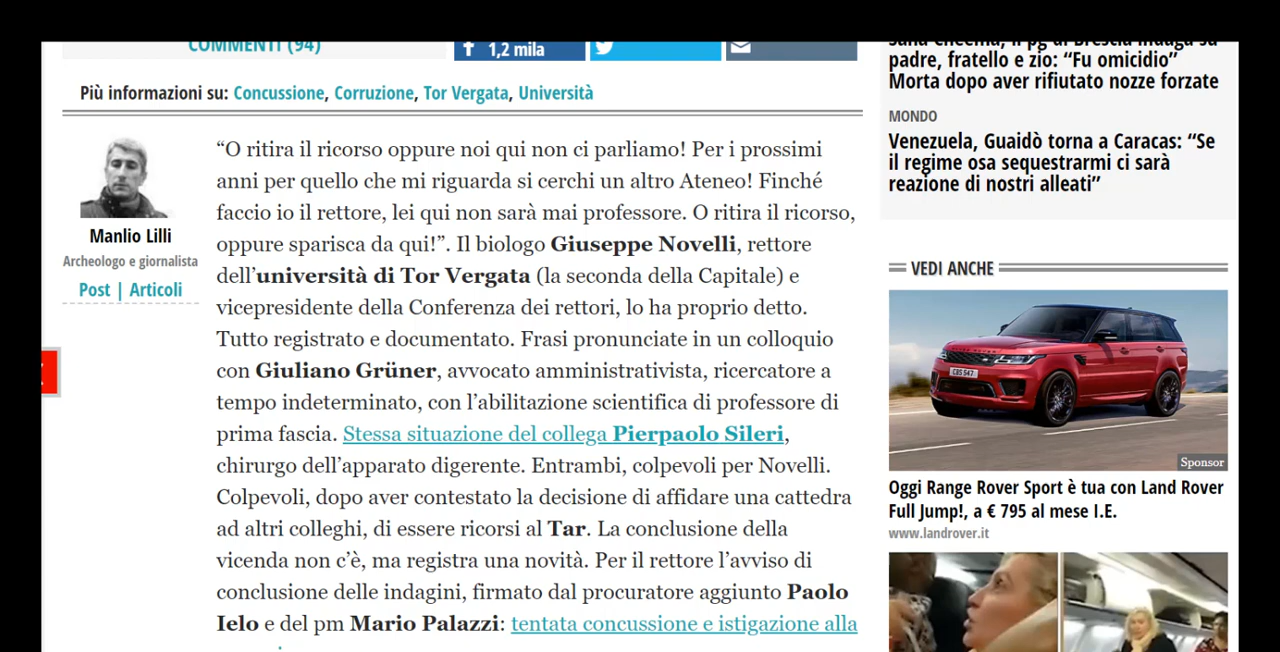 COMMENTI (94)
1,2 mila
Più informazioni su: Concussione, Corruzione, Tor Vergata, Università
Manlio Lilli
Archeologo e giornalista
Post | Articoli
“O ritira il ricorso oppure noi qui non ci parliamo! Per i prossimi
anni per quello che mi riguarda si cerchi un altro Ateneo! Finché
faccio io il rettore, lei qui non sarà mai professore. O ritira il ricorso,
oppure sparisca da qui!”. Il biologo Giuseppe Novelli, rettore
dell’università di Tor Vergata (la seconda della Capitale) e
vicepresidente della Conferenza dei rettori, lo ha proprio detto.
Tutto registrato e documentato. Frasi pronunciate in un colloquio
con Giuliano Grüner, avvocato amministrativista, ricercatore a
tempo indeterminato, con l’abilitazione scientifica di professore di
prima fascia. Stessa situazione del collega Pierpaolo Sileri,
chirurgo dell’apparato digerente. Entrambi, colpevoli per Novelli.
Colpevoli, dopo aver contestato la decisione di affidare una cattedra
ad altri colleghi, di essere ricorsi al Tar. La conclusione della
vicenda non c’è, ma registra una novità. Per il rettore l’avviso di
conclusione delle indagini, firmato dal procuratore aggiunto Paolo
Ielo e del pm Mario Palazzi: tentata concussione e istigazione alla
padre, fratello e zio: “Fu omicidio”
Morta dopo aver rifiutato nozze forzate
MONDO
Venezuela, Guaidò torna a Caracas: “Se
il regime osa sequestrarmi ci sarà
reazione di nostri alleati”
VEDI ANCHE
Sponsor
Oggi Range Rover Sport è tua con Land Rover
Full Jump!, a € 795 al mese I.E.
www.landrover.it